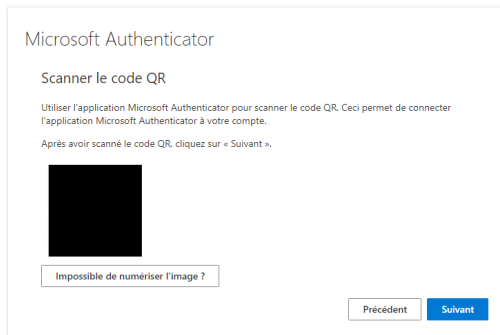 Microsoft Authenticator
Scanner le code QR
Utiliser l'application Microsoft Authenticator pour scanner le code QR. Ceci permet de connecter
l'application Microsoft Authenticator à votre compte.
Après avoir scanné le code QR, cliquez sur « Suivant ».
Impossible de numériser l'image ?
Précédent
Suivant